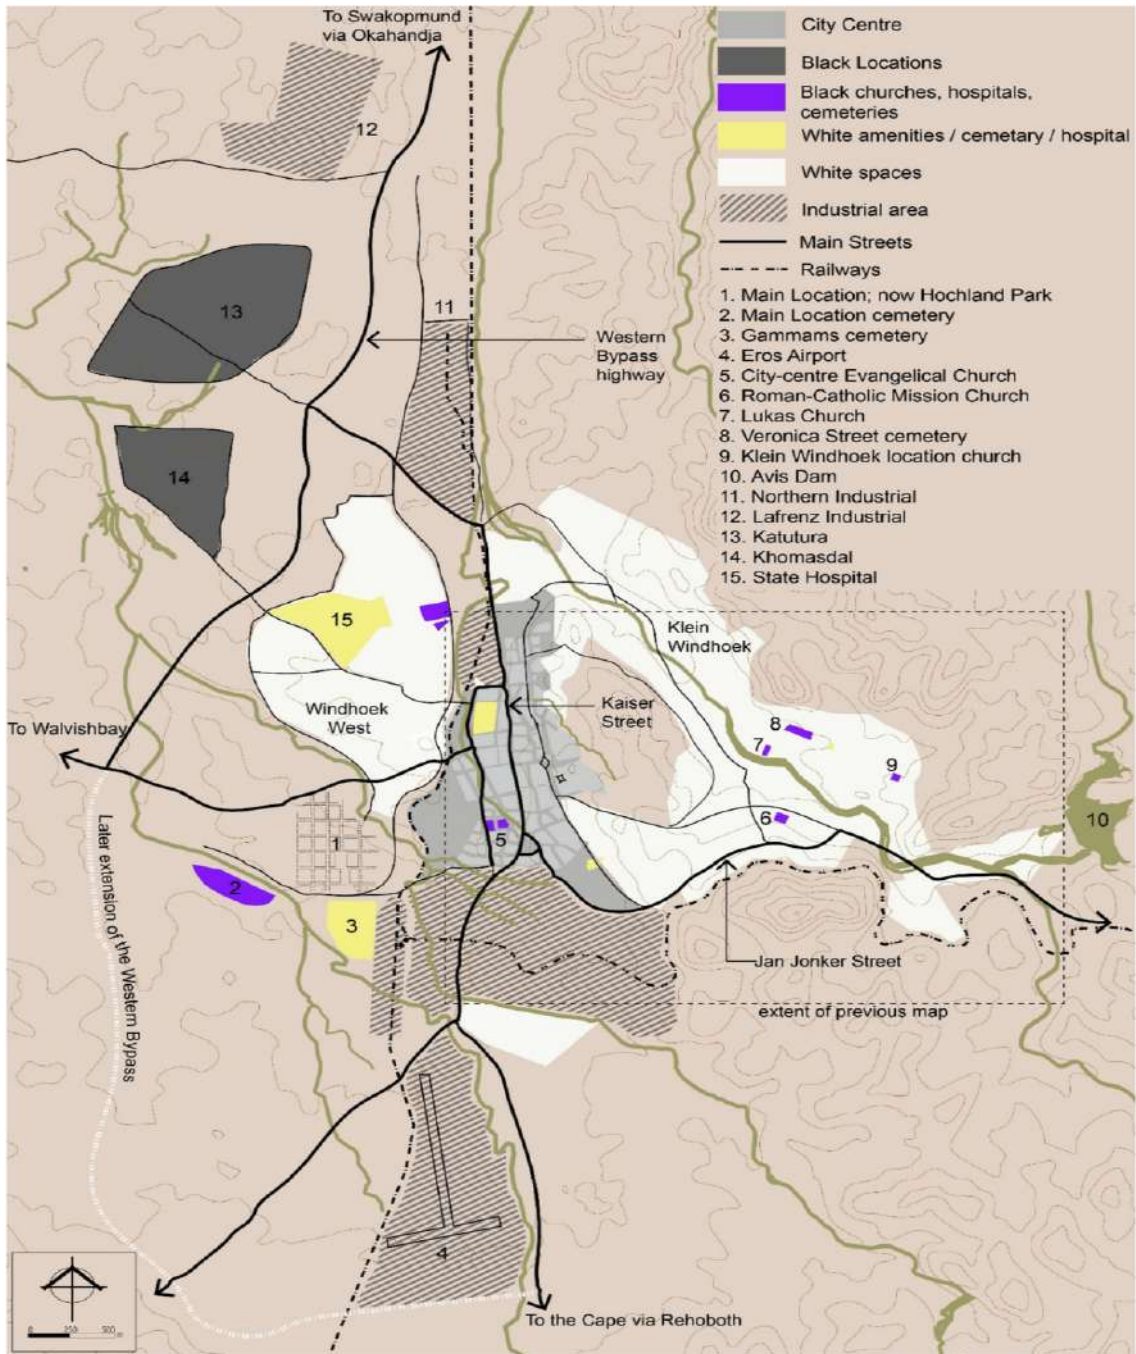 To Swakopmund
via Okahandja
City Centre
Black Locations
Black churches, hospitals,
cemeteries
White amenities / cemetary / hospital
White spaces
Industrial area
Main Streets
Railways
1. Main Location; now Hochland Park
2. Main Location cemetery
3. Gammams cemetery
4. Eros Airport
5. City-centre Evangelical Church
6. Roman-Catholic Mission Church
7. Lukas Church
8. Veronica Street cemetery
9. Klein Windhoek location church
10. Avis Dam
11. Northern Industrial
12. Lafrenz Industrial
13. Katutura
14. Khomasdal
15. State Hospital
12
13
11
Western
Bypass
highway
14
15
Klein
Windhoek
Windhoek
West
Kaiser
Street
To Walvishbay
8
7
9
6
10
5
1
2
3
Later extension of the Western Bypass
Jan Jonker Street
extent of previous map
4
To the Cape via Rehoboth
0 250 500 m